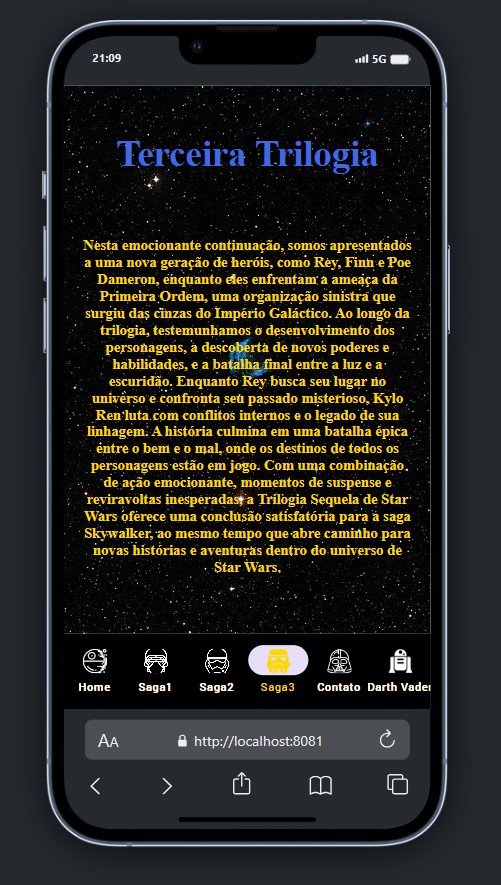 21:09
5G
Terceira Trilogia
Nesta emocionante continuação, somos apresentados
a uma nova geração de heróis, como Rey, Finn e Poe
Dameron, enquanto eles enfrentam a ameaça da
Primeira Ordem, uma organização sinistra que
surgiu das cinzas do Império Galáctico. Ao longo da
trilogia, testemunhamos o desenvolvimento dos
personagens, a descoberta de novos poderes e
habilidades, e a batalha final entre a luz e a
escuridão. Enquanto Rey busca seu lugar no
universo e confronta seu passado misterioso, Kylo
Ren luta com conflitos internos e o legado de sua
linhagem. A história culmina em uma batalha épica
entre o bem e o mal, onde os destinos de todos os
personagens estão em jogo. Com uma combinação
de ação emocionante, momentos de suspense e
reviravoltas inesperadas, a Trilogia Sequela de Star
Wars oferece uma conclusão satisfatória para a saga
Skywalker, ao mesmo tempo que abre caminho para
novas histórias e aventuras dentro do universo de
Star Wars.
Home Saga1 Saga2 Saga3 Contato Darth Vader
AA http://localhost:8081